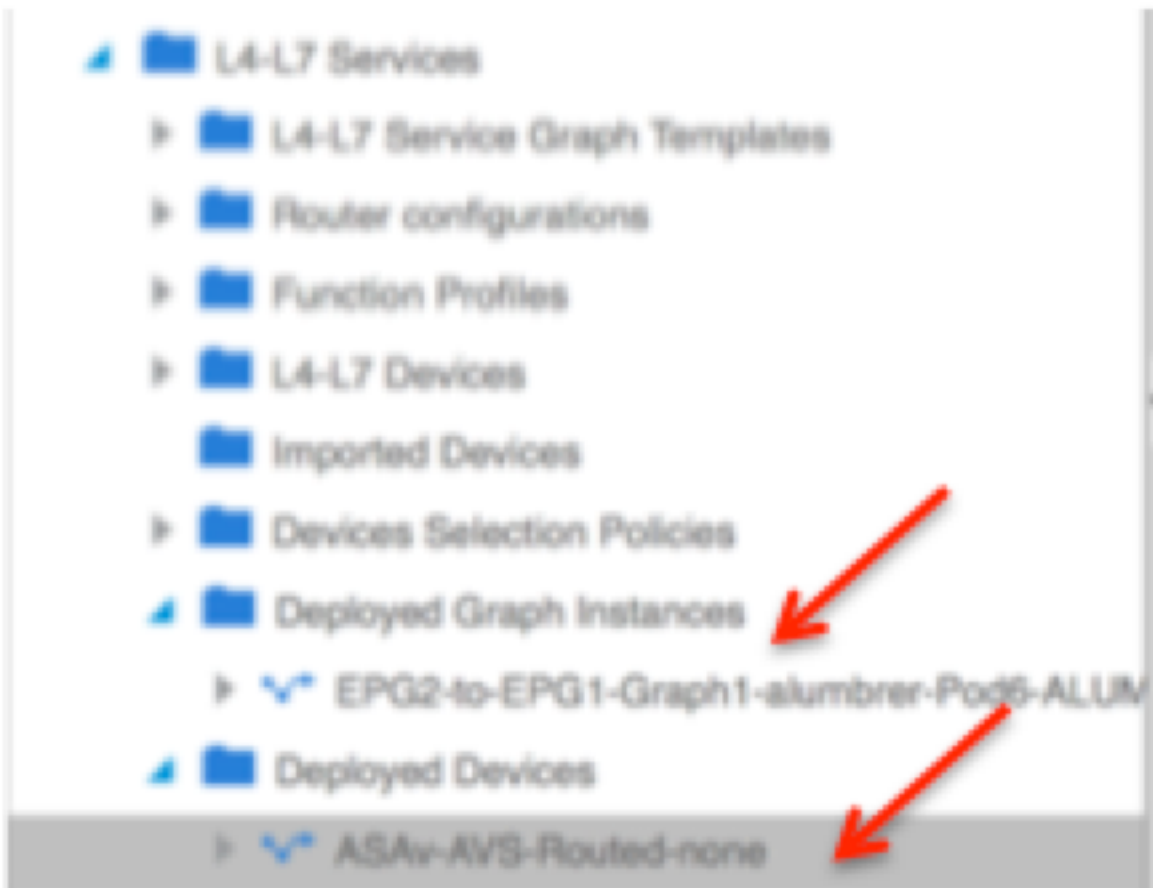 L4-L7 Services
L4-L7 Service Graph Templates
Router configurations
Function Profiles
L4-L7 Devices
Imported Devices
Devices Selection Policies
Deployed Graph Instances
EPG2-to-EPG1-Graph1-alumbrer-Pod6-ALUM
Deployed Devices
ASAv-AVS-Routed-none